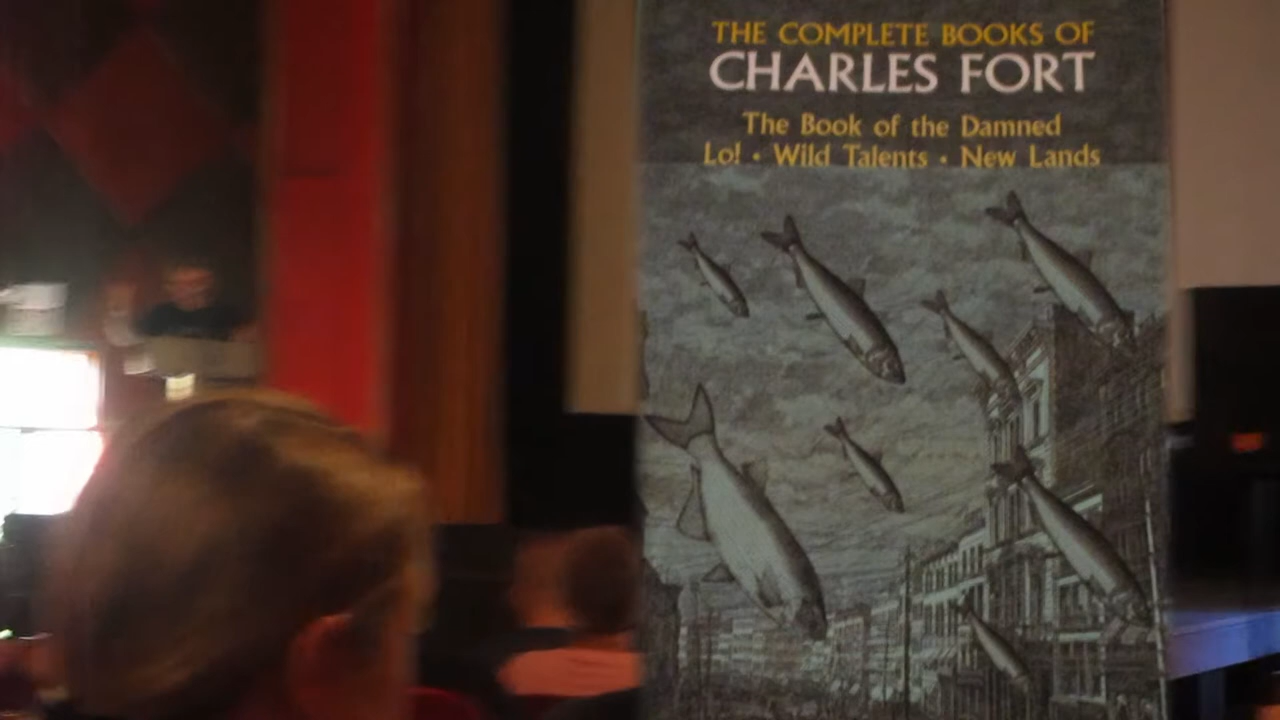 THE COMPLETE BOOKS OF
CHARLES FORT
The Book of the Damned
Lo! • Wild Talents • New Lands